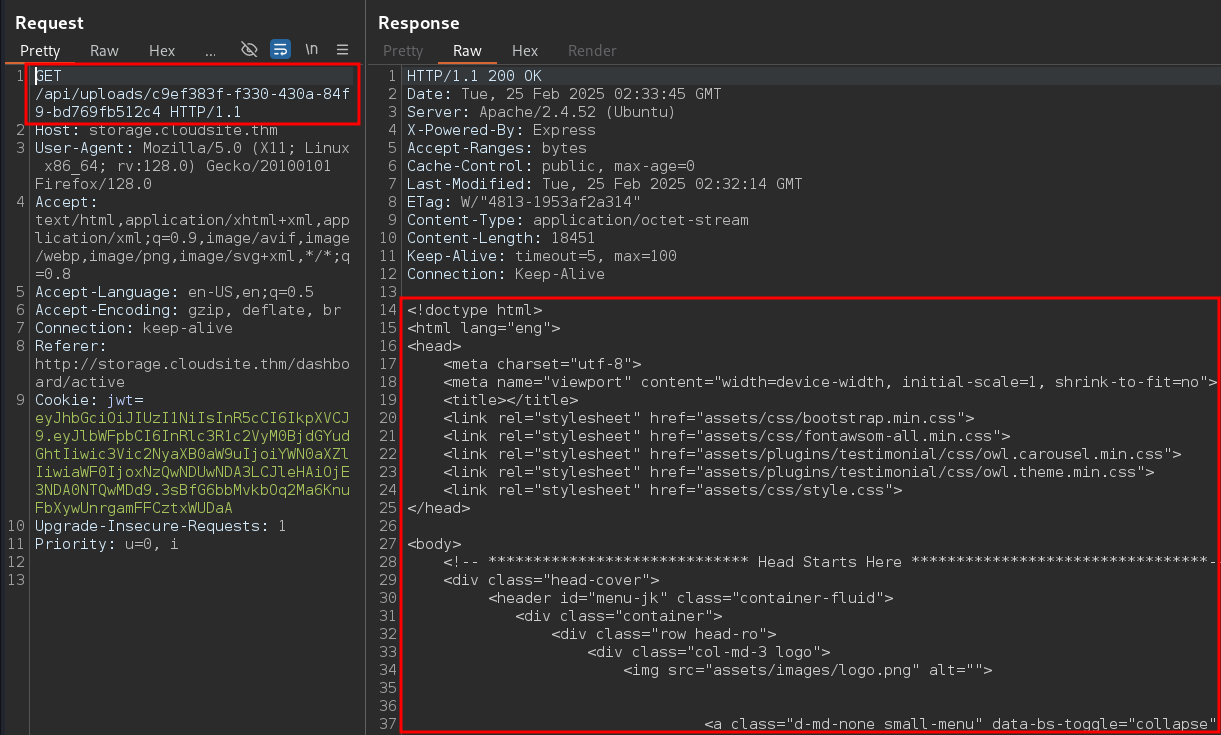 Request
Pretty Raw Hex ... \n
1 GET
/api/uploads/c9ef383f-f330-430a-84f
9-bd769fb512c4 HTTP/1.1
2 Host: storage.cloudsite.thm
3 User-Agent: Mozilla/5.0 (X11; Linux
x86_64; rv:128.0) Gecko/20100101
Firefox/128.0
4 Accept:
text/html,application/xhtml+xml,app
lication/xml;q=0.9,image/avif,image
/webp,image/png,image/svg+xml,*/*;q
=0.8
5 Accept-Language: en-US,en;q=0.5
6 Accept-Encoding: gzip, deflate, br
7 Connection: keep-alive
8 Referer:
http://storage.cloudsite.thm/dashbo
ard/active
9 Cookie: jwt=
eyJhbGciOiJIUzI1NiIsInR5cCI6IkpXVCJ
9.eyJlbWFpbCI6InRlc3R1c2VyM0BjdGYud
GhtIiwic3Vic2NyaXB0aW9uIjoiYWN0aXZl
IiwiaWF0IjoxNzQwNDUwNDA3LCJleHAiOjE
3NDA0NTQwMDd9.3sBfG6bbMvkbOq2Ma6Knu
FbXywUnrgamFFCztxWUDaA
10 Upgrade-Insecure-Requests: 1
11 Priority: u=0, i
12
13
Response
Pretty Raw Hex Render
1 HTTP/1.1 200 OK
2 Date: Tue, 25 Feb 2025 02:33:45 GMT
3 Server: Apache/2.4.52 (Ubuntu)
4 X-Powered-By: Express
5 Accept-Ranges: bytes
6 Cache-Control: public, max-age=0
7 Last-Modified: Tue, 25 Feb 2025 02:32:14 GMT
8 ETag: W/"4813-1953af2a314"
9 Content-Type: application/octet-stream
10 Content-Length: 18451
11 Keep-Alive: timeout=5, max=100
12 Connection: Keep-Alive
13
14 <!doctype html>
15 <html lang="eng">
16 <head>
17 <meta charset="utf-8">
18 <meta name="viewport" content="width=device-width, initial-scale=1, shrink-to-fit=no">
19 <title></title>
20 <link rel="stylesheet" href="assets/css/bootstrap.min.css">
21 <link rel="stylesheet" href="assets/css/fontawsom-all.min.css">
22 <link rel="stylesheet" href="assets/plugins/testimonial/css/owl.carousel.min.css">
23 <link rel="stylesheet" href="assets/plugins/testimonial/css/owl.theme.min.css">
24 <link rel="stylesheet" href="assets/css/style.css">
25 </head>
26
27 <body>
28 <!-- ***************************** Head Starts Here *********************************-
29 <div class="head-cover">
30 <header id="menu-jk" class="container-fluid">
31 <div class="container">
32 <div class="row head-ro">
33 <div class="col-md-3 logo">
34 <img src="assets/images/logo.png" alt="">
35
36
37 <a class="d-md-none small-menu" data-bs-toggle="collapse"